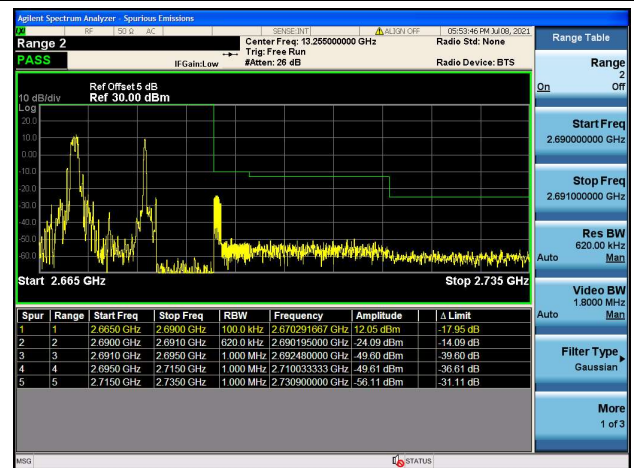 Agilent Spectrum Analyzer - Spurious Emissions
RF 50 Ω AC SENSE:INT ALIGN OFF 05:53:46 PM Jul 08, 2021
Range 2 Center Freq: 13.255000000 GHz Radio Std: None
Trig: Free Run
PASS IFGain:Low #Atten: 26 dB Radio Device: BTS
Ref Offset 5 dB
10 dB/div Ref 30.00 dBm
Log
20.0
10.0
0.00
-10.0
-20.0
-30.0
-40.0
-50.0
-60.0
Start 2.665 GHz Stop 2.735 GHz
Spur Range Start Freq Stop Freq RBW Frequency Amplitude Δ Limit
1 1 2.6650 GHz 2.6900 GHz 100.0 kHz 2.670291667 GHz 12.05 dBm -17.95 dB
2 2 2.6900 GHz 2.6910 GHz 620.0 kHz 2.690195000 GHz -24.09 dBm -14.09 dB
3 3 2.6910 GHz 2.6950 GHz 1.000 MHz 2.692480000 GHz -49.60 dBm -39.60 dB
4 4 2.6950 GHz 2.7150 GHz 1.000 MHz 2.710033333 GHz -49.61 dBm -36.61 dB
5 5 2.7150 GHz 2.7350 GHz 1.000 MHz 2.730900000 GHz -56.11 dBm -31.11 dB
MSG STATUS
Range Table
Range
2
On Off
Start Freq
2.690000000 GHz
Stop Freq
2.691000000 GHz
Res BW
620.00 kHz
Auto Man
Video BW
1.8000 MHz
Auto Man
Filter Type
Gaussian
More
1 of 3